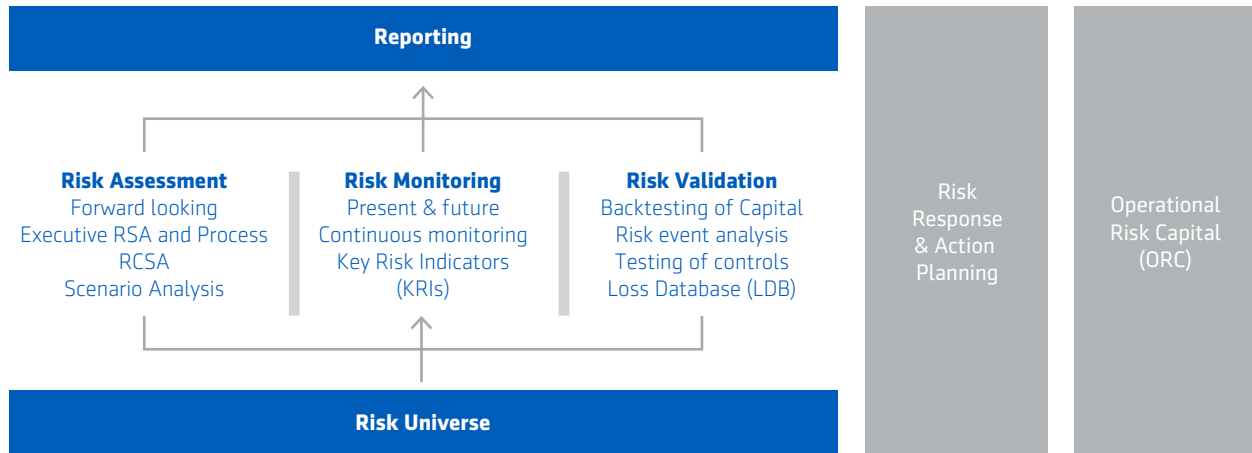 Reporting
Risk Assessment
Forward looking
Executive RSA and Process
RCSA
Scenario Analysis
Risk Monitoring
Present & future
Continuous monitoring
Key Risk Indicators
(KRIs)
Risk Validation
Backtesting of Capital
Risk event analysis
Testing of controls
Loss Database (LDB)
Risk Universe
Risk
Response
& Action
Planning
Operational
Risk Capital
(ORC)